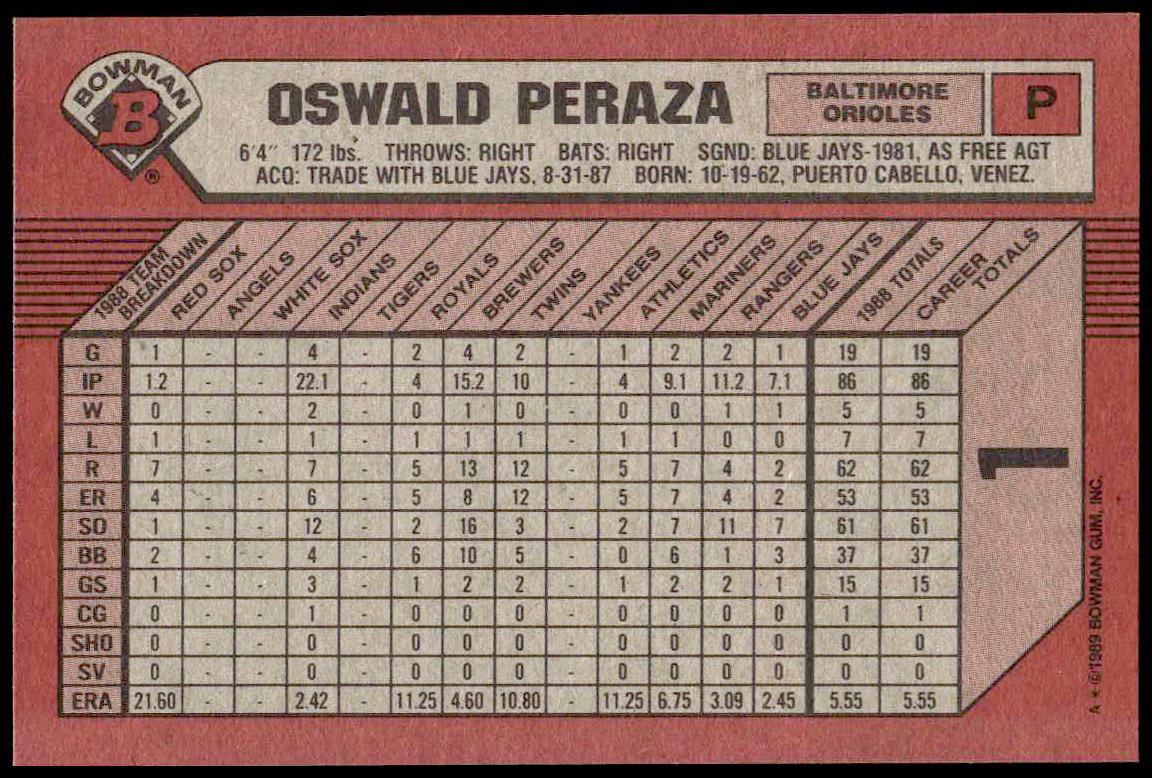 BOWMAN
B
®
OSWALD PERAZA
BALTIMORE
ORIOLES
P
6'4" 172 lbs. THROWS: RIGHT BATS: RIGHT SGND: BLUE JAYS-1981, AS FREE AGT
ACQ: TRADE WITH BLUE JAYS, 8-31-87 BORN: 10-19-62, PUERTO CABELLO, VENEZ.
1988 TEAM
BREAKDOWN
RED SOX
ANGELS
WHITE SOX
INDIANS
TIGERS
ROYALS
BREWERS
TWINS
YANKEES
ATHLETICS
MARINERS
RANGERS
BLUE JAYS
1988 TOTALS
CAREER
TOTALS
G 1 - - 4 - 2 4 2 - 1 2 2 1 19 19
IP 1.2 - - 22.1 - 4 15.2 10 - 4 9.1 11.2 7.1 86 86
W 0 - - 2 - 0 1 0 - 0 0 1 1 5 5
L 1 - - 1 - 1 1 1 - 1 1 0 0 7 7
R 7 - - 7 - 5 13 12 - 5 7 4 2 62 62
ER 4 - - 6 - 5 8 12 - 5 7 4 2 53 53
SO 1 - - 12 - 2 16 3 - 2 7 11 7 61 61
BB 2 - - 4 - 6 10 5 - 0 6 1 3 37 37
GS 1 - - 3 - 1 2 2 - 1 2 2 1 15 15
CG 0 - - 1 - 0 0 0 - 0 0 0 0 1 1
SHO 0 - - 0 - 0 0 0 - 0 0 0 0 0 0
SV 0 - - 0 - 0 0 0 - 0 0 0 0 0 0
ERA 21.60 - - 2.42 - 11.25 4.60 10.80 - 11.25 6.75 3.09 2.45 5.55 5.55
1
A * ©1989 BOWMAN GUM, INC.